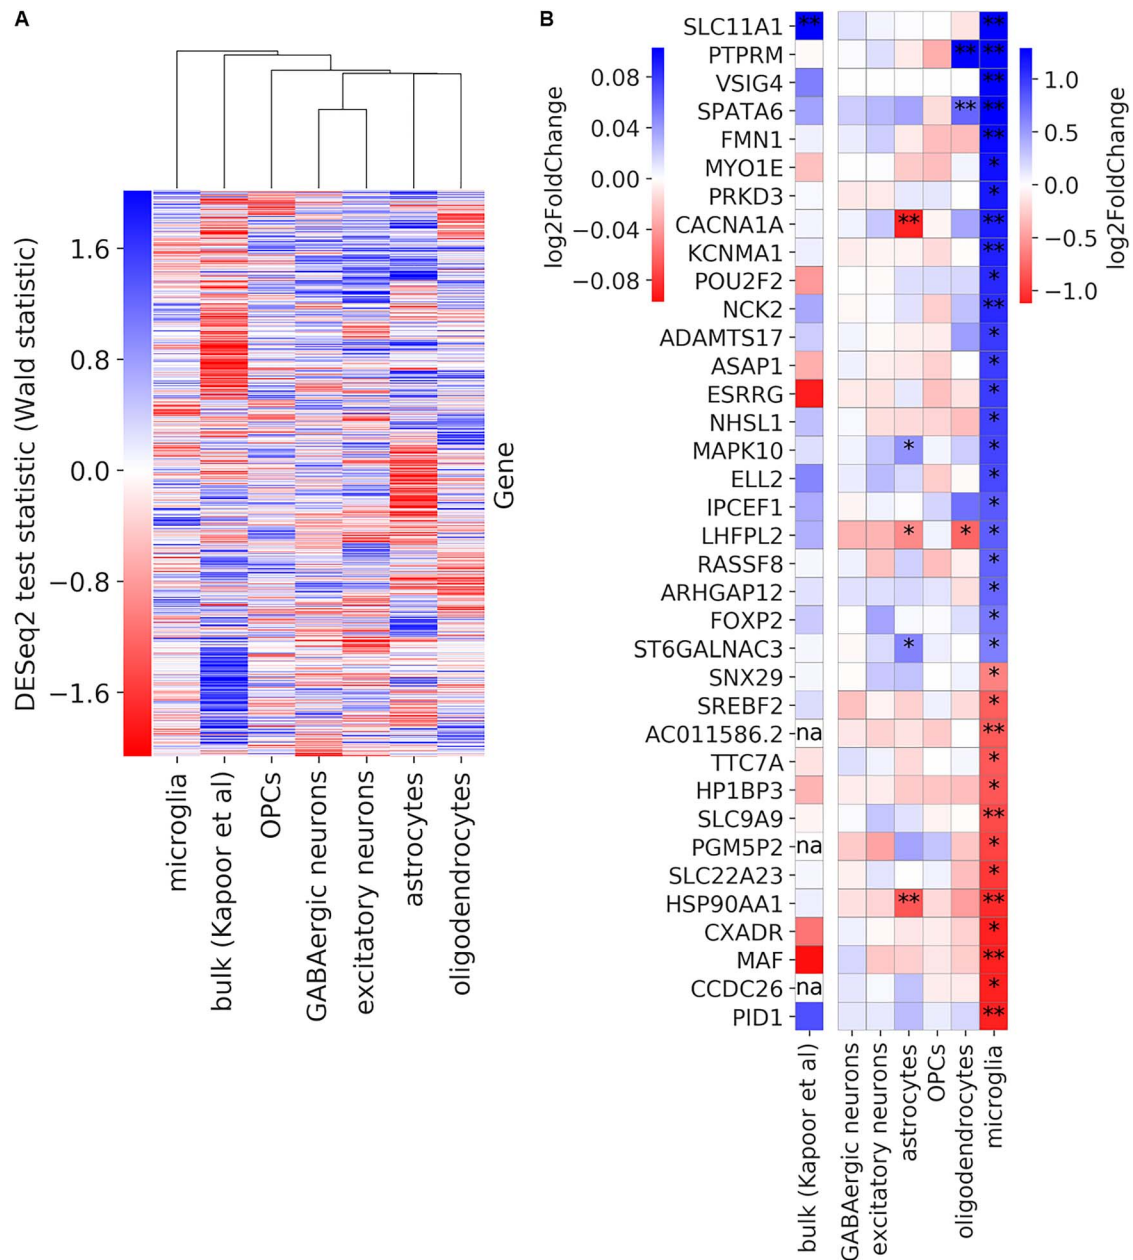 A
DESeq2 test statistic (Wald statistic)
1.6
0.8
0.0
−0.8
−1.6
Gene
microglia
bulk (Kapoor et al)
OPCs
GABAergic neurons
excitatory neurons
astrocytes
oligodendrocytes
B
log2FoldChange
0.08
0.04
0.00
−0.04
−0.08
SLC11A1 ** **
PTPRM ** **
VSIG4 **
SPATA6 ** **
FMN1 **
MYO1E *
PRKD3 *
CACNA1A ** **
KCNMA1 **
POU2F2 *
NCK2 **
ADAMTS17 *
ASAP1 *
ESRRG *
NHSL1 *
MAPK10 * *
ELL2 *
IPCEF1 *
LHFPL2 * * *
RASSF8 *
ARHGAP12 *
FOXP2 *
ST6GALNAC3 * *
SNX29 *
SREBF2 *
AC011586.2 na **
TTC7A *
HP1BP3 *
SLC9A9 **
PGM5P2 na *
SLC22A23 *
HSP90AA1 ** **
CXADR *
MAF **
CCDC26 na *
PID1 **
1.0
0.5
0.0
−0.5
−1.0
log2FoldChange
bulk (Kapoor et al)
GABAergic neurons
excitatory neurons
astrocytes
OPCs
oligodendrocytes
microglia